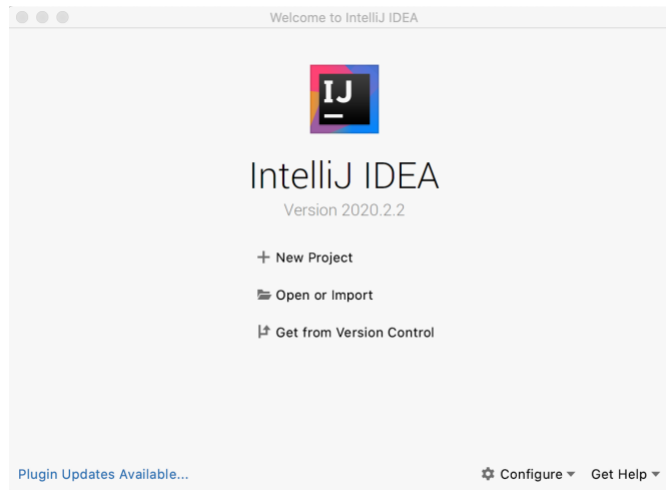 Welcome to IntelliJ IDEA
IJ
IntelliJ IDEA
Version 2020.2.2
New Project
Open or Import
Get from Version Control
Plugin Updates Available...
Configure
Get Help